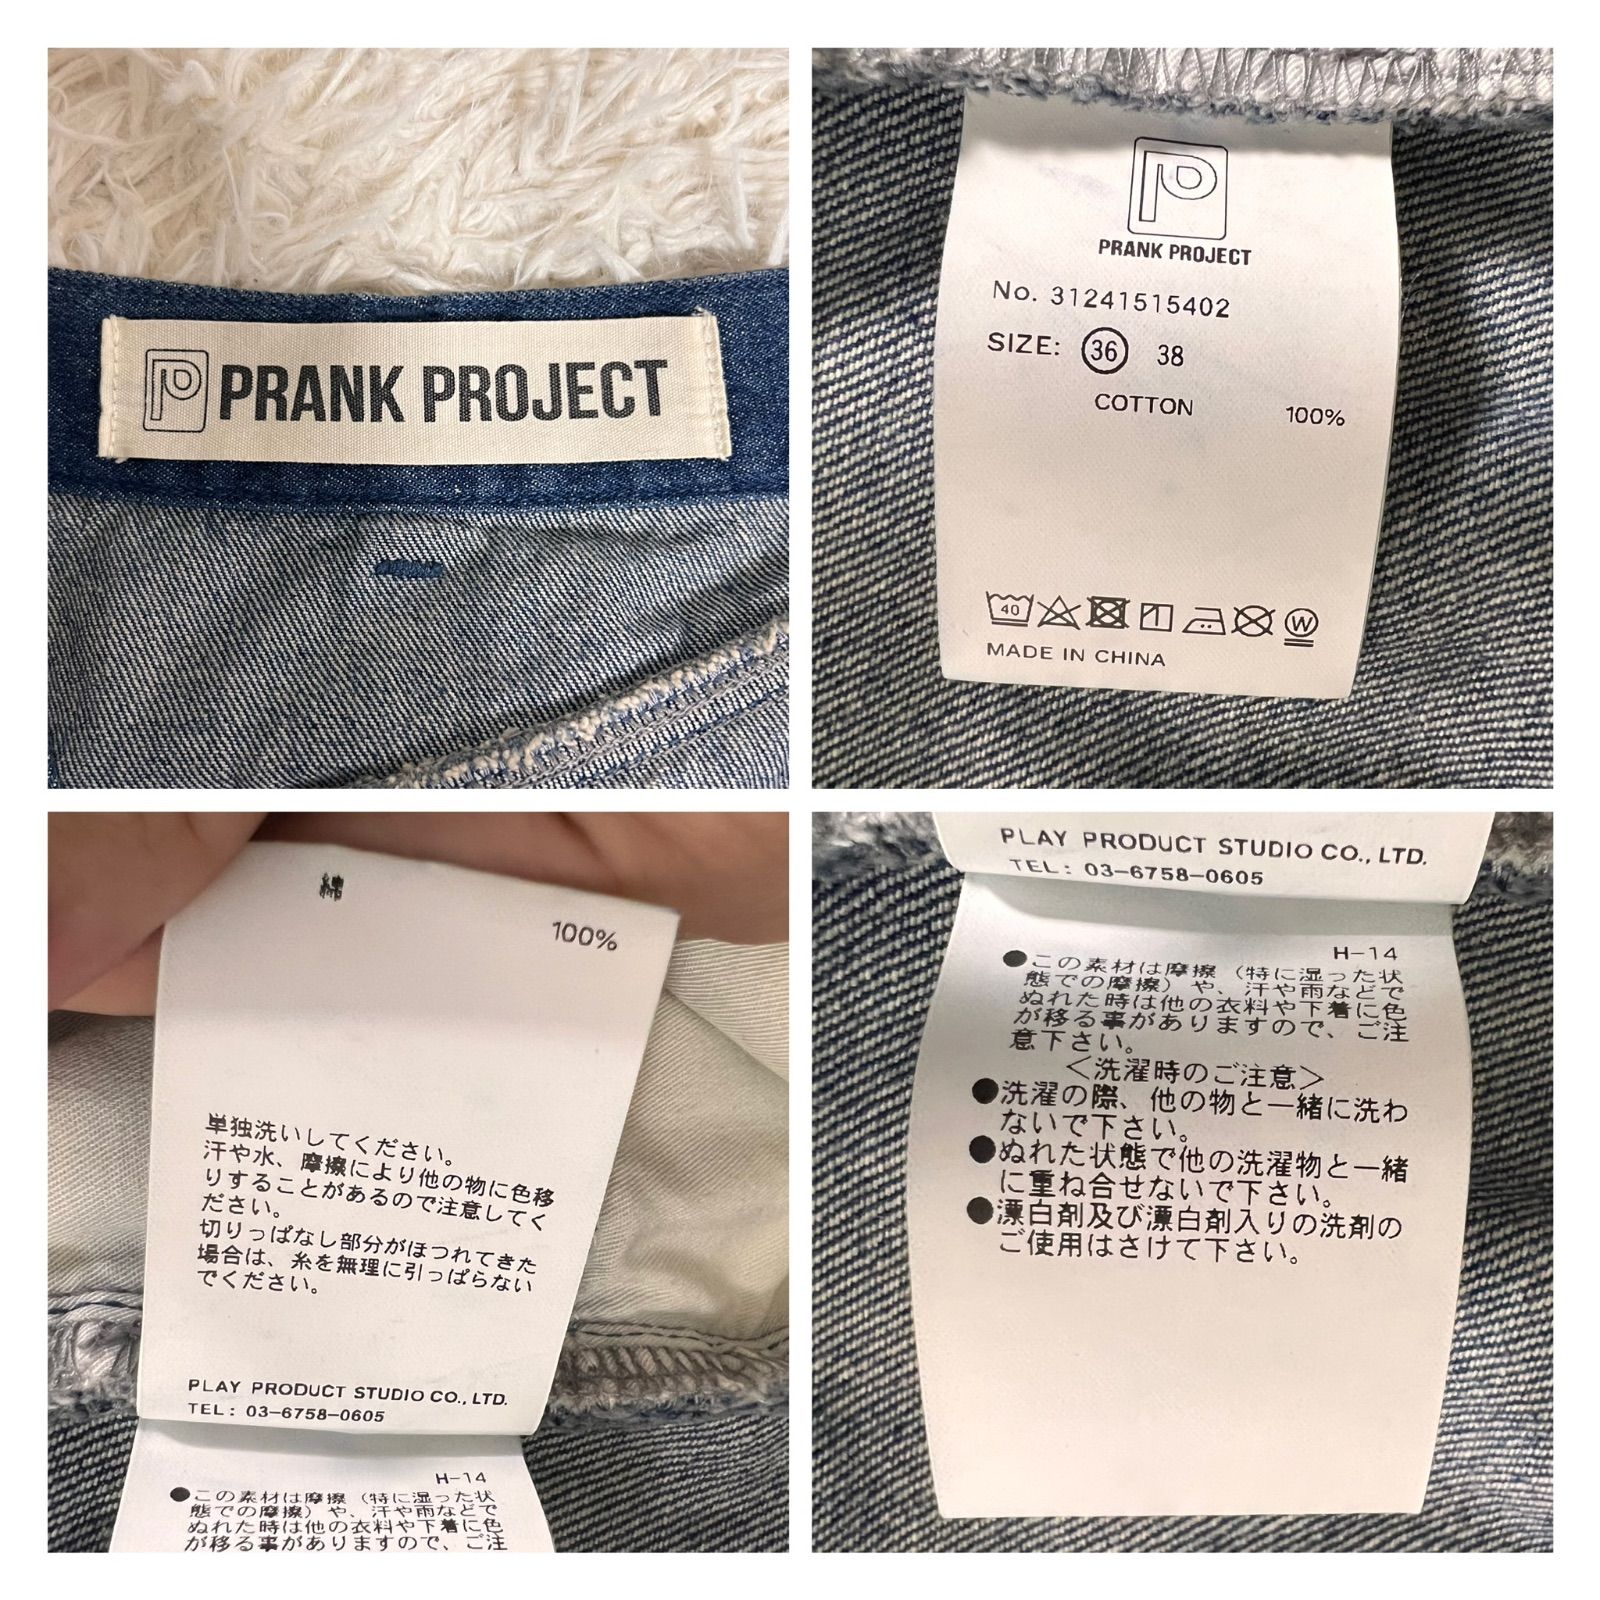 PRANK PROJECT
PRANK PROJECT
No. 31241515402
SIZE: 36 38
COTTON 100%
40
W
MADE IN CHINA
綿
100%
単独洗いしてください。
汗や水、摩擦により他の物に色移
りすることがあるので注意してく
ださい。
切りっぱなし部分がほつれてきた
場合は、糸を無理に引っぱらない
でください。
PLAY PRODUCT STUDIO CO., LTD.
TEL: 03-6758-0605
H-14
●この素材は摩擦（特に湿った状
態での摩擦）や、汗や雨などで
ぬれた時は他の衣料や下着に色
が移る事がありますので、ご注
PLAY PRODUCT STUDIO CO., LTD.
TEL: 03-6758-0605
H-14
●この素材は摩擦（特に湿った状
態での摩擦）や、汗や雨などで
ぬれた時は他の衣料や下着に色
が移る事がありますので、ご注
意下さい。
＜洗濯時のご注意＞
●洗濯の際、他の物と一緒に洗わ
ないで下さい。
●ぬれた状態で他の洗濯物と一緒
に重ね合せないで下さい。
●漂白剤及び漂白剤入りの洗剤の
ご使用はさけて下さい。